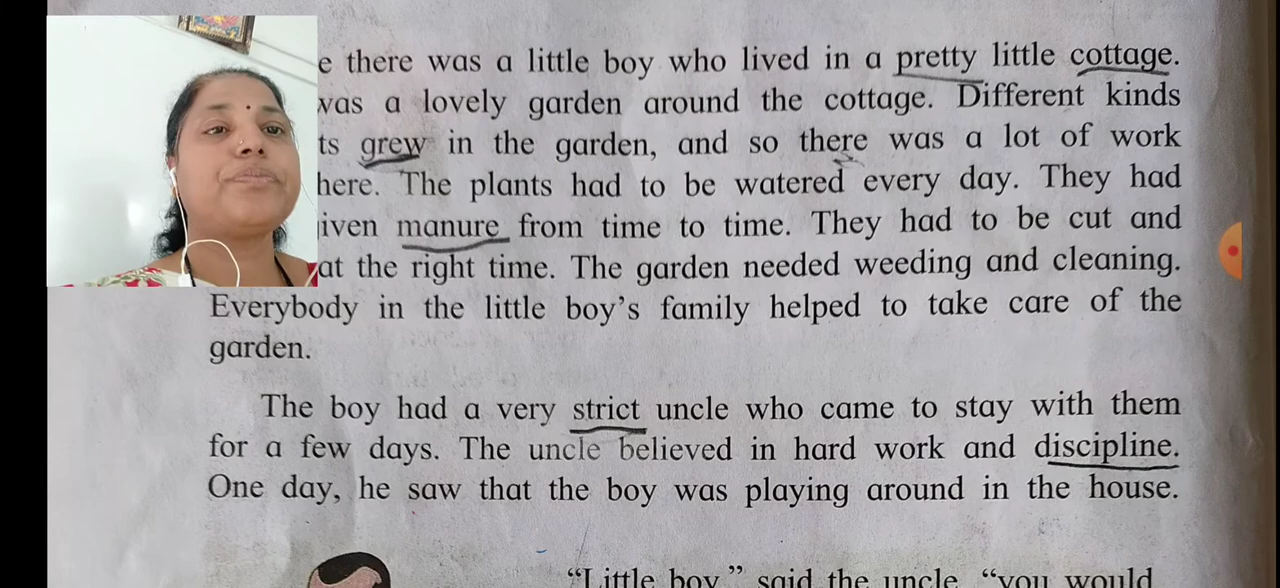 e there was a little boy who lived in a pretty little cottage.
was a lovely garden around the cottage. Different kinds
ts grew in the garden, and so there was a lot of work
here. The plants had to be watered every day. They had
iven manure from time to time. They had to be cut and
at the right time. The garden needed weeding and cleaning.
Everybody in the little boy's family helped to take care of the
garden.
The boy had a very strict uncle who came to stay with them
for a few days. The uncle believed in hard work and discipline.
One day, he saw that the boy was playing around in the house.
“Little boy,” said the uncle, “you would